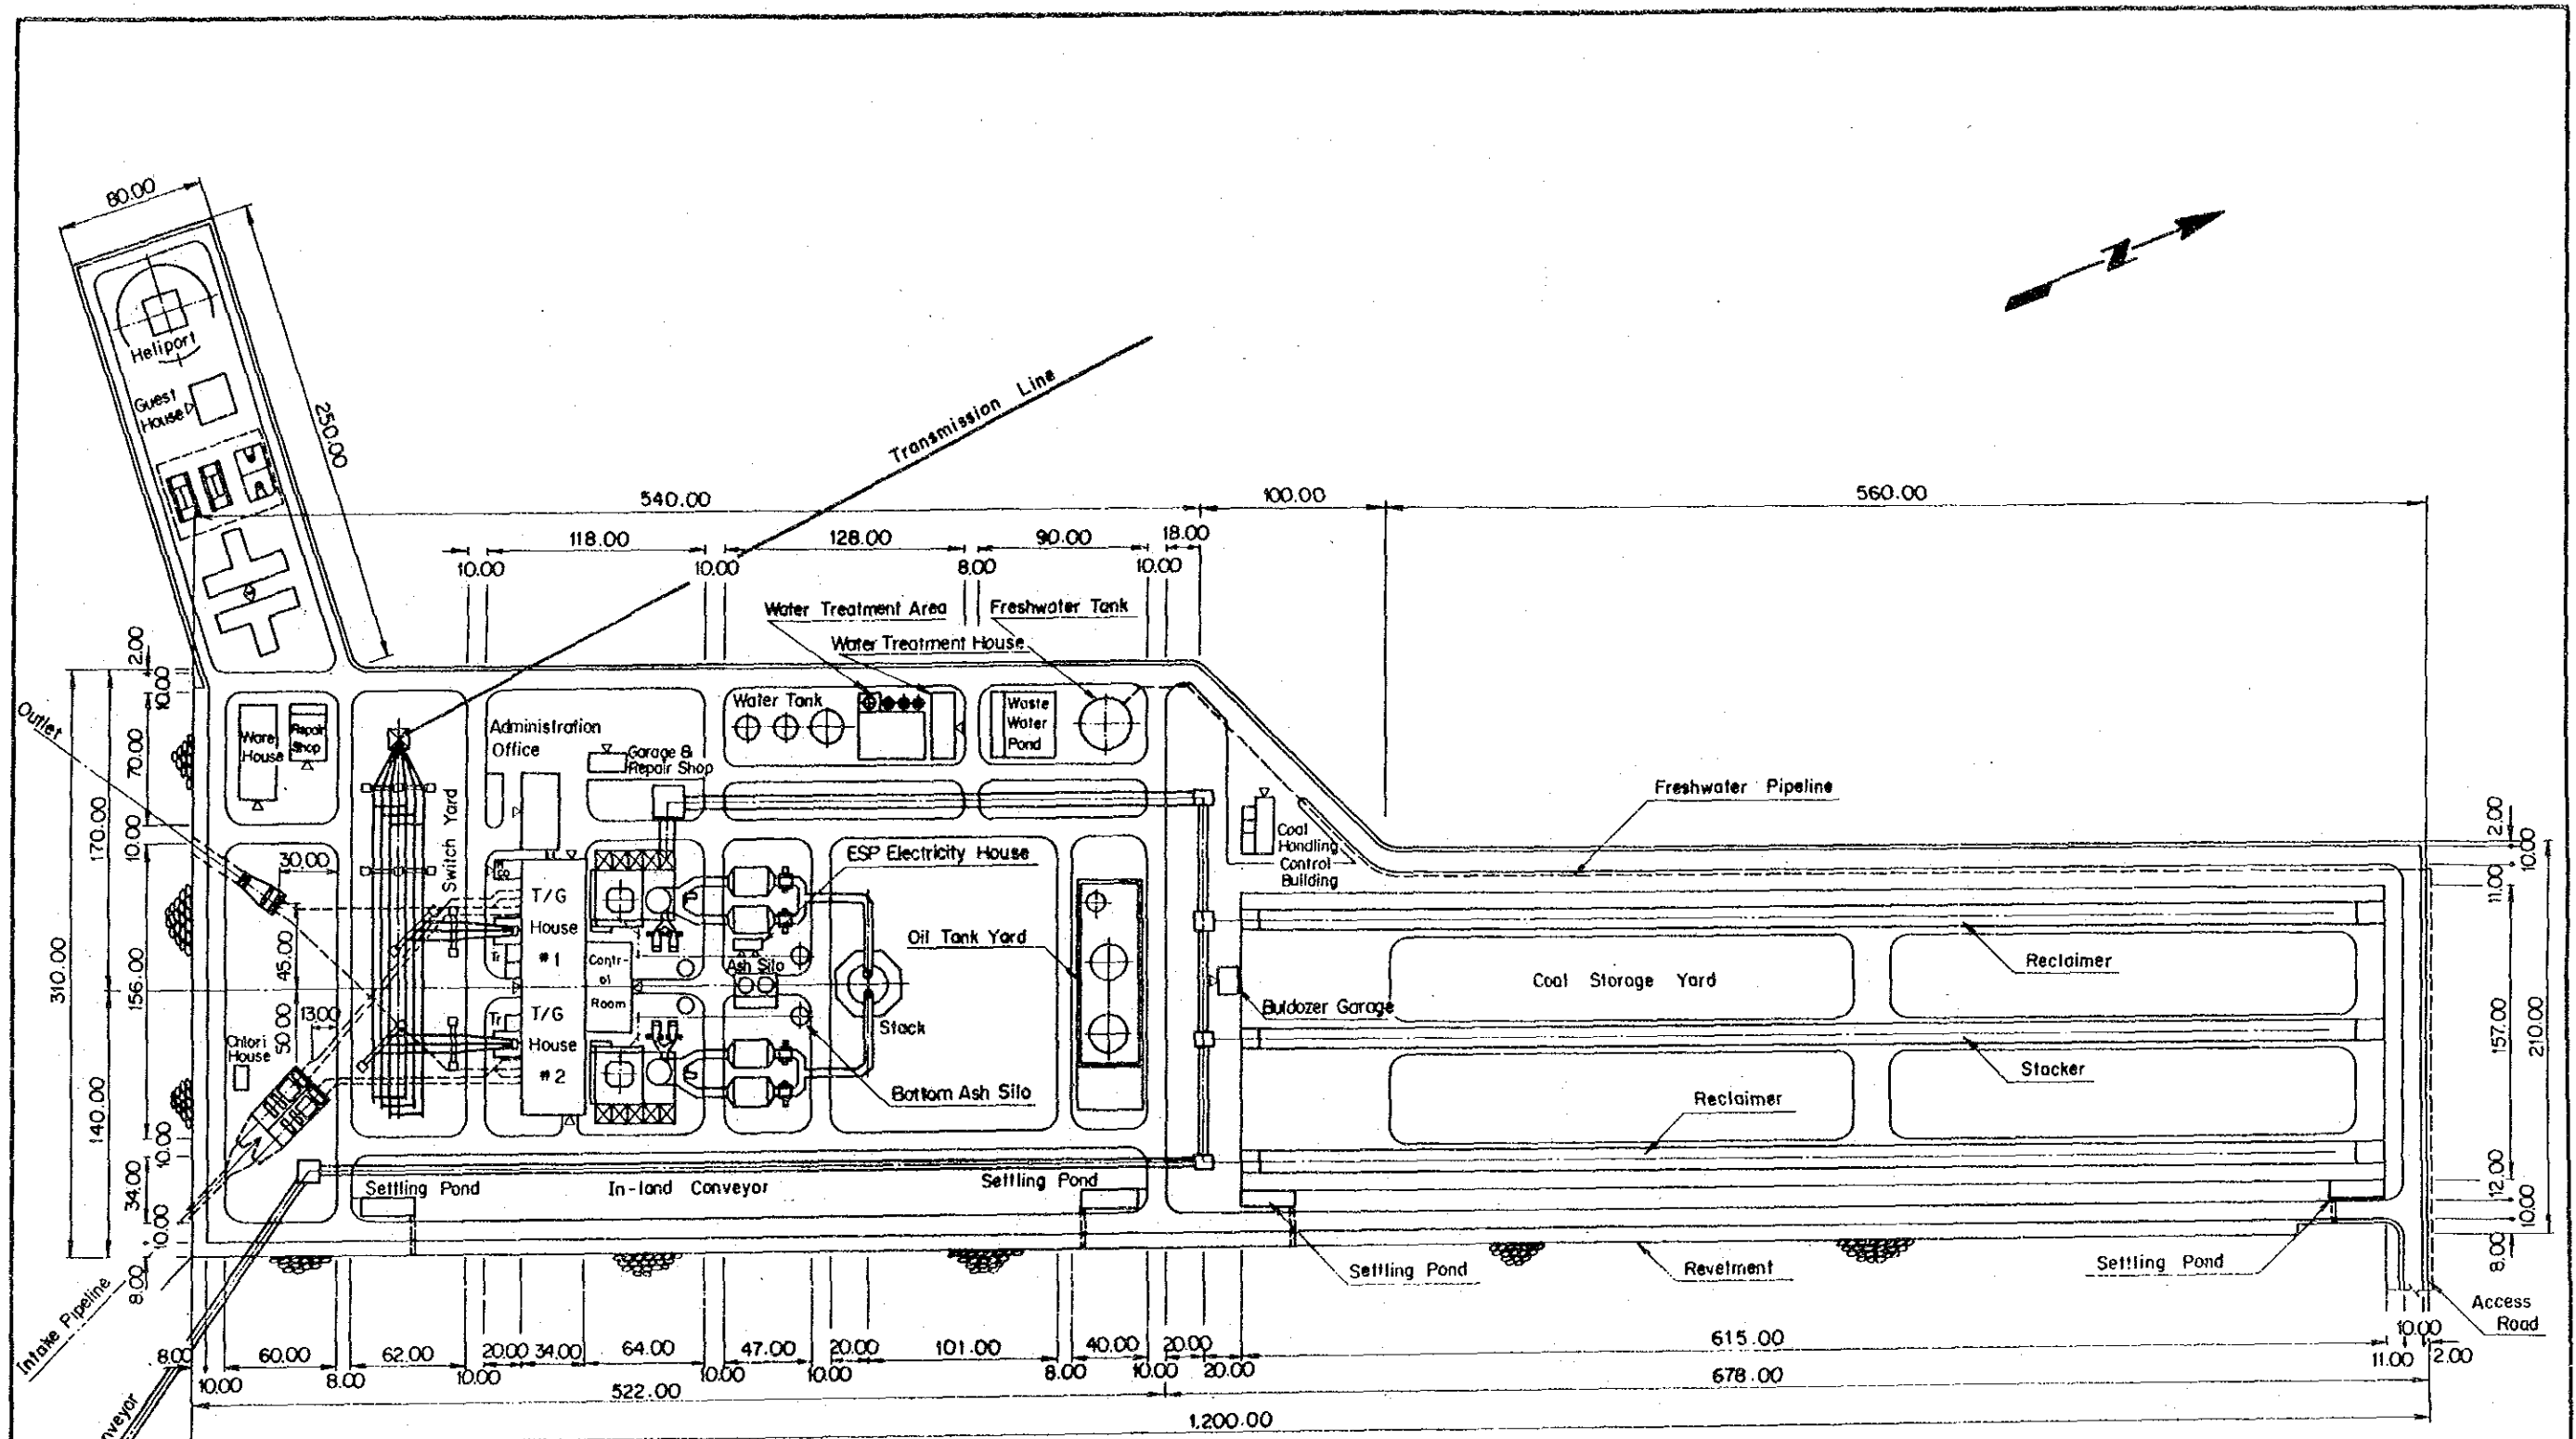 80.00
250.00
Heliport
Guest
House
N
Transmission Line
540.00
100.00
560.00
118.00
128.00
90.00
18.00
10.00
10.00
8.00
10.00
Water Treatment Area
Freshwater Tank
Water Treatment House
2.00
10.00
70.00
170.00
10.00
310.00
156.00
140.00
10.00
34.00
10.00
8.00
Outlet
Ware
House
Repair
Shop
Switch Yard
Administration
Office
Garage &
Repair Shop
Water Tank
Waste
Water
Pond
Freshwater Pipeline
Coal
Handling
Control
Building
2.00
10.00
11.00
157.00
210.00
12.00
10.00
8.00
30.00
45.00
50.00
13.00
Chlori
House
T/G
House
#1
Tr
Contr-
ol
Room
T/G
House
#2
Tr
ESP Electricity House
Ash Silo
Stack
Bottom Ash Silo
Oil Tank Yard
Buldozer Garage
Coal Storage Yard
Reclaimer
Stacker
Reclaimer
Settling Pond
In-land Conveyor
Settling Pond
Settling Pond
Revetment
Settling Pond
Access
Road
Intake Pipeline
nveyor
8.00
10.00
60.00
8.00
62.00
10.00
20.00
34.00
64.00
10.00
47.00
10.00
20.00
101.00
8.00
40.00
10.00
20.00
20.00
615.00
11.00
10.00
2.00
522.00
678.00
1,200.00